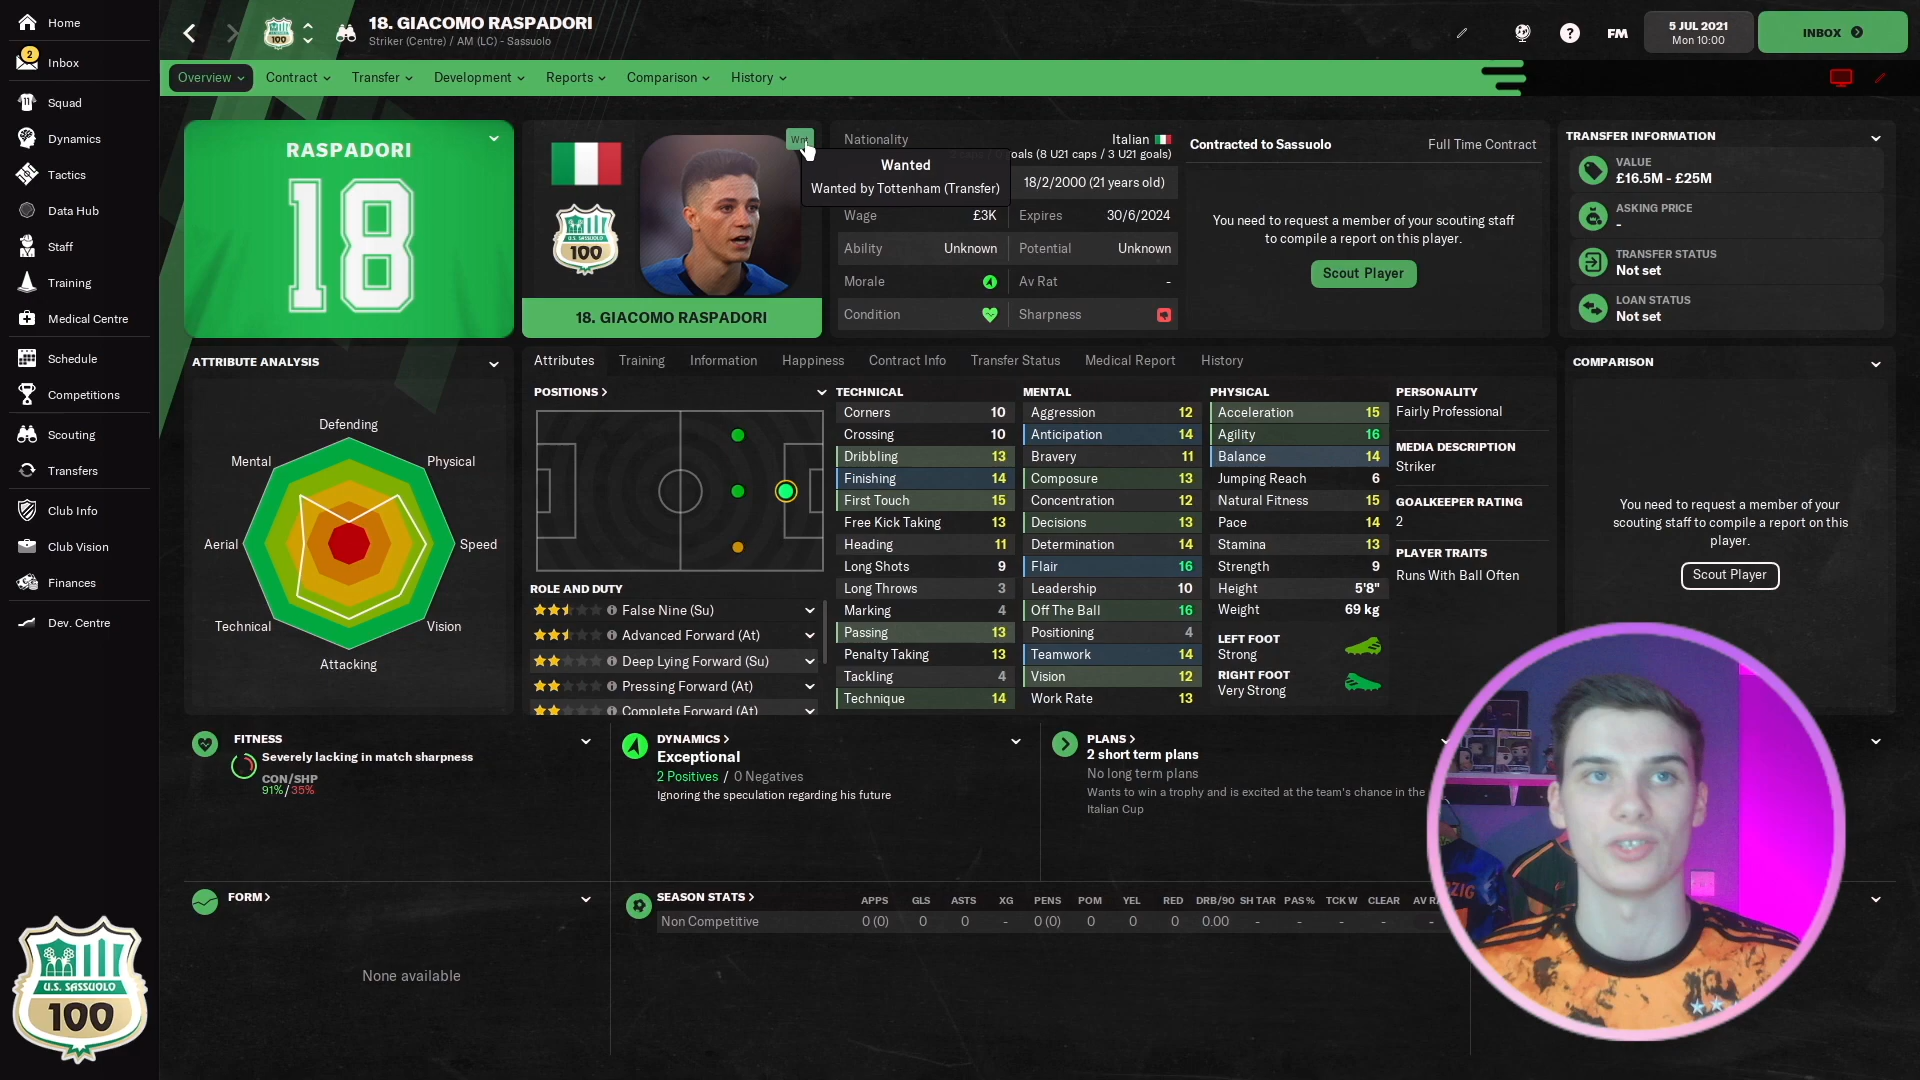 Home
2
Inbox
Squad
Dynamics
Tactics
Data Hub
Staff
Training
Medical Centre
Schedule
Competitions
Scouting
Transfers
Club Info
Club Vision
Finances
Dev. Centre
U.S. SASSUOLO
100
18. GIACOMO RASPADORI
Striker (Centre) / AM (LC) - Sassuolo
FM
5 JUL 2021
Mon 10:00
INBOX
Overview
Contract
Transfer
Development
Reports
Comparison
History
RASPADORI
18
U.S. SASSUOLO
100
18. GIACOMO RASPADORI
Wanted
Wanted by Tottenham (Transfer)
Nationality
Italian
goals (8 U21 caps / 3 U21 goals)
18/2/2000 (21 years old)
Wage £3K
Expires 30/6/2024
Ability Unknown
Potential Unknown
Morale
Av Rat -
Condition
Sharpness
Contracted to Sassuolo
Full Time Contract
You need to request a member of your scouting staff
to compile a report on this player.
Scout Player
TRANSFER INFORMATION
VALUE
£16.5M - £25M
ASKING PRICE
-
TRANSFER STATUS
Not set
LOAN STATUS
Not set
ATTRIBUTE ANALYSIS
Defending
Mental
Physical
Aerial
Speed
Technical
Vision
Attacking
Attributes
Training
Information
Happiness
Contract Info
Transfer Status
Medical Report
History
POSITIONS >
ROLE AND DUTY
False Nine (Su)
Advanced Forward (At)
Deep Lying Forward (Su)
Pressing Forward (At)
Complete Forward (At)
TECHNICAL
Corners 10
Crossing 10
Dribbling 13
Finishing 14
First Touch 15
Free Kick Taking 13
Heading 11
Long Shots 9
Long Throws 3
Marking 4
Passing 13
Penalty Taking 13
Tackling 4
Technique 14
MENTAL
Aggression 12
Anticipation 14
Bravery 11
Composure 13
Concentration 12
Decisions 13
Determination 14
Flair 16
Leadership 10
Off The Ball 16
Positioning 4
Teamwork 14
Vision 12
Work Rate 13
PHYSICAL
Acceleration 15
Agility 16
Balance 14
Jumping Reach 6
Natural Fitness 15
Pace 14
Stamina 13
Strength 9
Height 5'8"
Weight 69 kg
LEFT FOOT
Strong
RIGHT FOOT
Very Strong
PERSONALITY
Fairly Professional
MEDIA DESCRIPTION
Striker
GOALKEEPER RATING
2
PLAYER TRAITS
Runs With Ball Often
COMPARISON
You need to request a member of your
scouting staff to compile a report on this
player.
Scout Player
FITNESS
Severely lacking in match sharpness
CON/SHP
91%/35%
DYNAMICS >
Exceptional
2 Positives / 0 Negatives
Ignoring the speculation regarding his future
PLANS >
2 short term plans
No long term plans
Wants to win a trophy and is excited at the team's chance in the
Italian Cup
FORM >
None available
SEASON STATS >
APPS GLS ASTS XG PENS POM YEL RED DRB/90 SH TAR PAS % TCK W CLEAR AV
Non Competitive 0 (0) 0 0 - 0 (0) 0 0 0 0.00 - - - - -